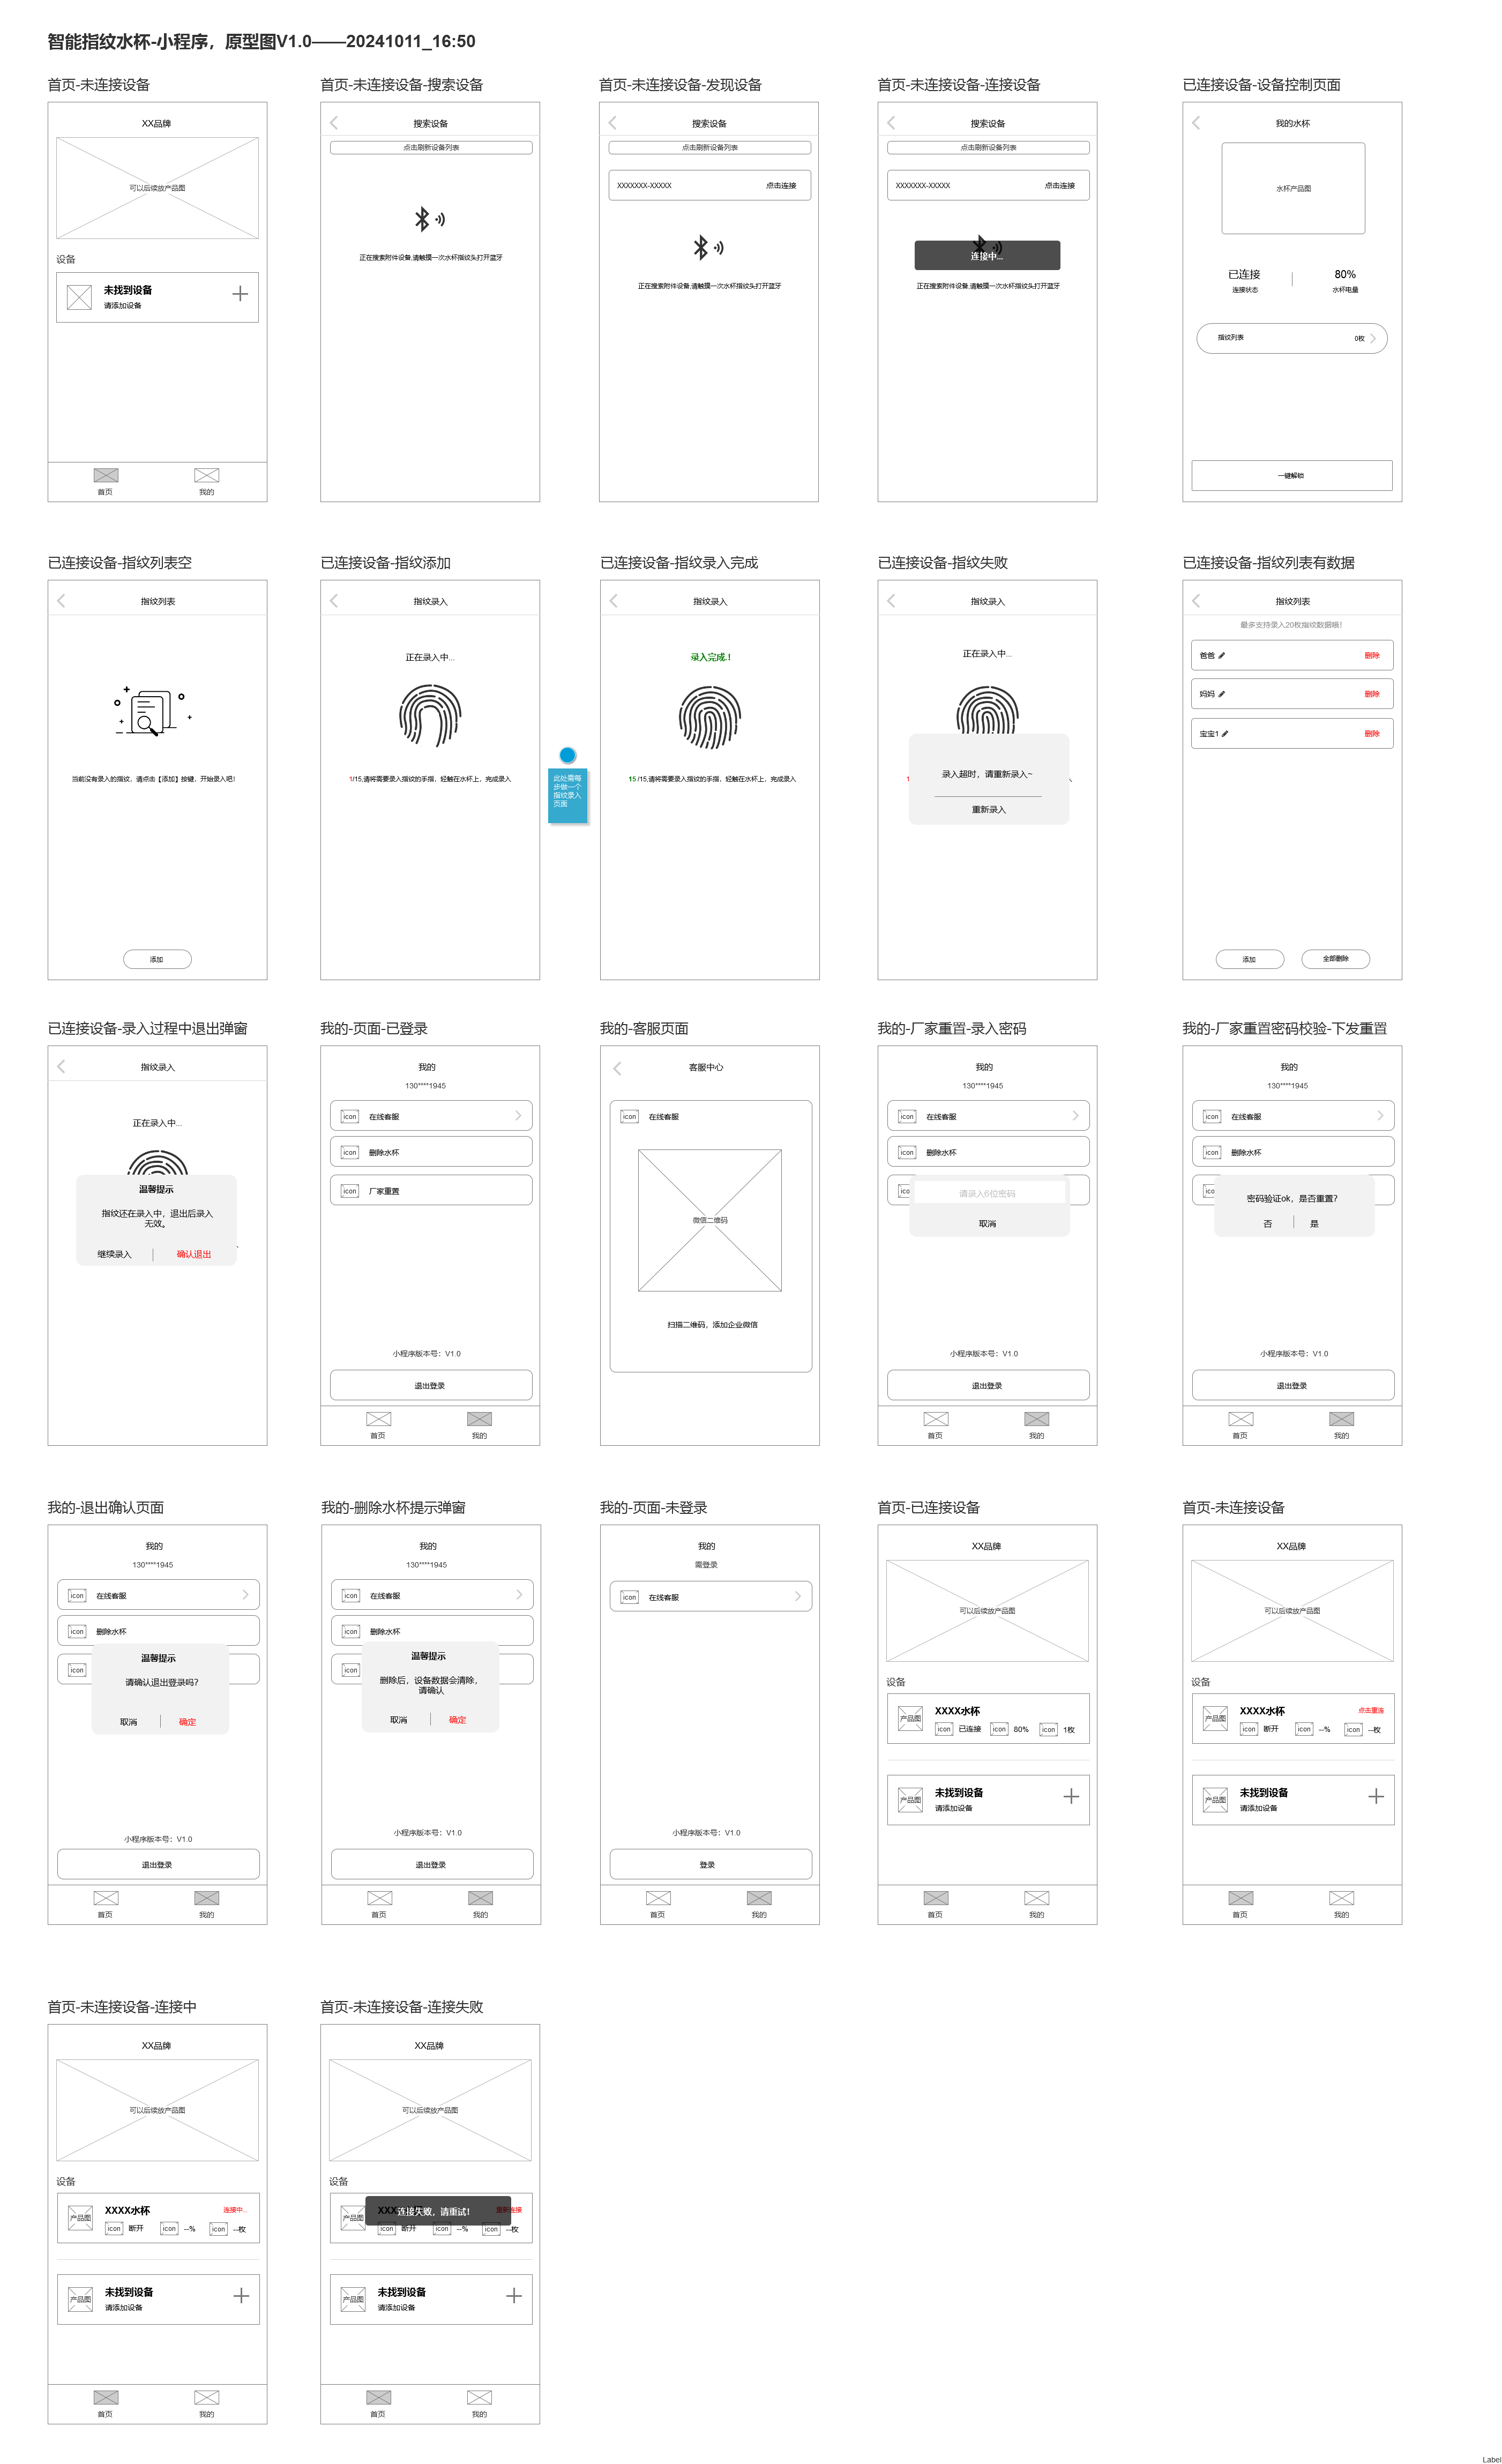 智能指纹水杯-小程序，原型图V1.0——20241011_16:50
首页-未连接设备
XX品牌
可以后续放产品图
设备
未找到设备
请添加设备
首页
我的
首页-未连接设备-搜索设备
搜索设备
点击刷新设备列表
正在搜索附件设备,请触摸一次水杯指纹头打开蓝牙
首页-未连接设备-发现设备
搜索设备
点击刷新设备列表
XXXXXXX-XXXXX
点击连接
正在搜索附件设备,请触摸一次水杯指纹头打开蓝牙
首页-未连接设备-连接设备
搜索设备
点击刷新设备列表
XXXXXXX-XXXXX
点击连接
连接中...
正在搜索附件设备,请触摸一次水杯指纹头打开蓝牙
已连接设备-设备控制页面
我的水杯
水杯产品图
已连接
连接状态
80%
水杯电量
指纹列表
0枚
一键解锁
已连接设备-指纹列表空
指纹列表
当前没有录入的指纹，请点击【添加】按键，开始录入吧！
添加
已连接设备-指纹添加
指纹录入
正在录入中...
1/15,请将需要录入指纹的手指，轻触在水杯上，完成录入
此处需每
步做一个
指纹录入
页面
已连接设备-指纹录入完成
指纹录入
录入完成.!
15 /15,请将需要录入指纹的手指，轻触在水杯上，完成录入
已连接设备-指纹失败
指纹录入
正在录入中...
录入超时，请重新录入~
重新录入
已连接设备-指纹列表有数据
指纹列表
最多支持录入20枚指纹数据哦！
爸爸
删除
妈妈
删除
宝宝1
删除
添加
全部删除
已连接设备-录入过程中退出弹窗
指纹录入
正在录入中...
温馨提示
指纹还在录入中，退出后录入
无效。
继续录入
确认退出
我的-页面-已登录
我的
130****1945
icon
在线客服
icon
删除水杯
icon
厂家重置
小程序版本号：V1.0
退出登录
首页
我的
我的-客服页面
客服中心
icon
在线客服
微信二维码
扫描二维码，添加企业微信
我的-厂家重置-录入密码
我的
130****1945
icon
在线客服
icon
删除水杯
icon
请录入6位密码
取消
小程序版本号：V1.0
退出登录
首页
我的
我的-厂家重置密码校验-下发重置
我的
130****1945
icon
在线客服
icon
删除水杯
icon
密码验证ok，是否重置？
否
是
小程序版本号：V1.0
退出登录
首页
我的
我的-退出确认页面
我的
130****1945
icon
在线客服
icon
删除水杯
icon
温馨提示
请确认退出登录吗？
取消
确定
小程序版本号：V1.0
退出登录
首页
我的
我的-删除水杯提示弹窗
我的
130****1945
icon
在线客服
icon
删除水杯
icon
温馨提示
删除后，设备数据会清除，
请确认
取消
确定
小程序版本号：V1.0
退出登录
首页
我的
我的-页面-未登录
我的
需登录
icon
在线客服
小程序版本号：V1.0
登录
首页
我的
首页-已连接设备
XX品牌
可以后续放产品图
设备
产品图
XXXX水杯
icon
已连接
icon
80%
icon
1枚
产品图
未找到设备
请添加设备
首页
我的
首页-未连接设备
XX品牌
可以后续放产品图
设备
产品图
XXXX水杯
点击重连
icon
断开
icon
--%
icon
--枚
产品图
未找到设备
请添加设备
首页
我的
首页-未连接设备-连接中
XX品牌
可以后续放产品图
设备
产品图
XXXX水杯
连接中...
icon
断开
icon
--%
icon
--枚
产品图
未找到设备
请添加设备
首页
我的
首页-未连接设备-连接失败
XX品牌
可以后续放产品图
设备
产品图
连接失败，请重试！
重新连接
icon
断开
icon
--%
icon
--枚
产品图
未找到设备
请添加设备
首页
我的
Label